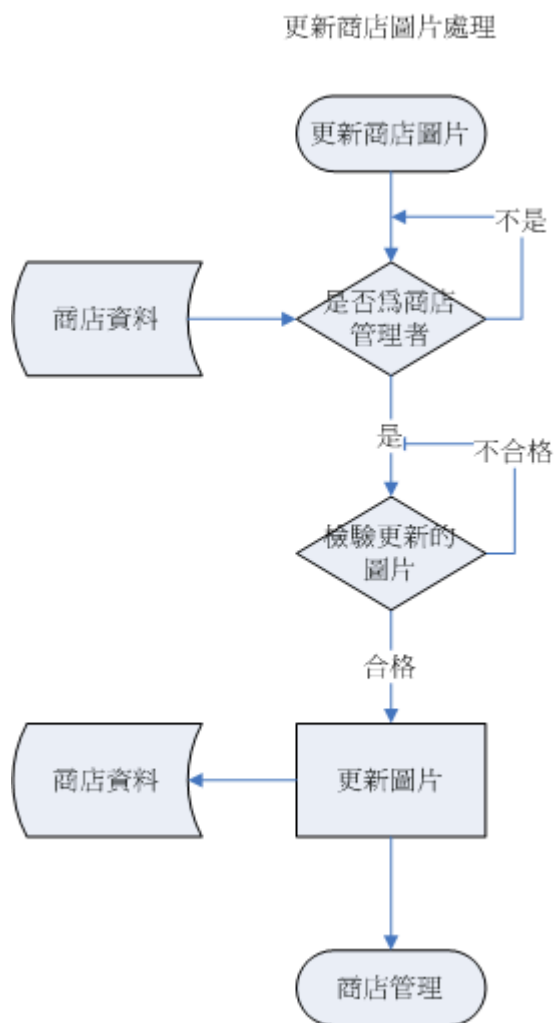 更新商店圖片處理
更新商店圖片
不是
商店資料
是否爲商店
管理者
是
不合格
檢驗更新的
圖片
合格
商店資料
更新圖片
商店管理